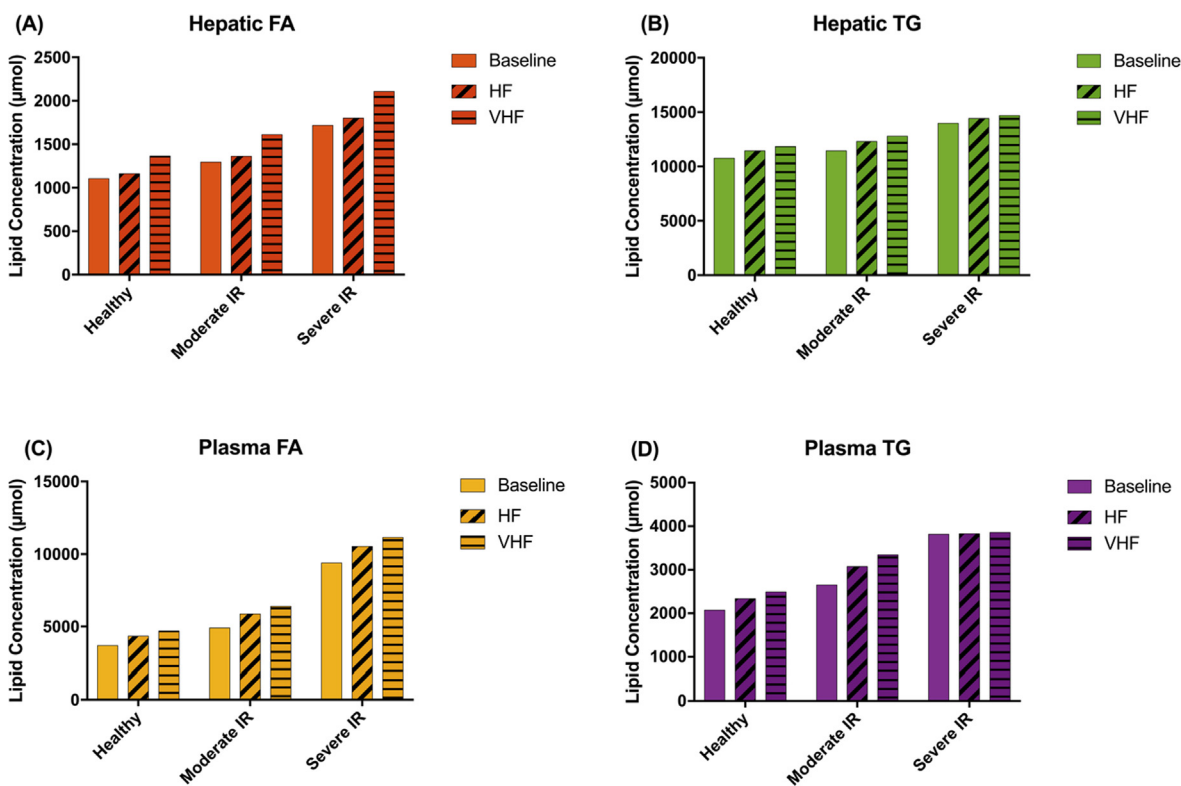 (A)
Hepatic FA
Lipid Concentration (μmol)
2500
2000
1500
1000
500
0
Healthy
Moderate IR
Severe IR
Baseline
HF
VHF
(B)
Hepatic TG
Lipid Concentration (μmol)
20000
15000
10000
5000
0
Healthy
Moderate IR
Severe IR
Baseline
HF
VHF
(C)
Plasma FA
Lipid Concentration (μmol)
15000
10000
5000
0
Healthy
Moderate IR
Severe IR
Baseline
HF
VHF
(D)
Plasma TG
Lipid Concentration (μmol)
5000
4000
3000
2000
1000
0
Healthy
Moderate IR
Severe IR
Baseline
HF
VHF